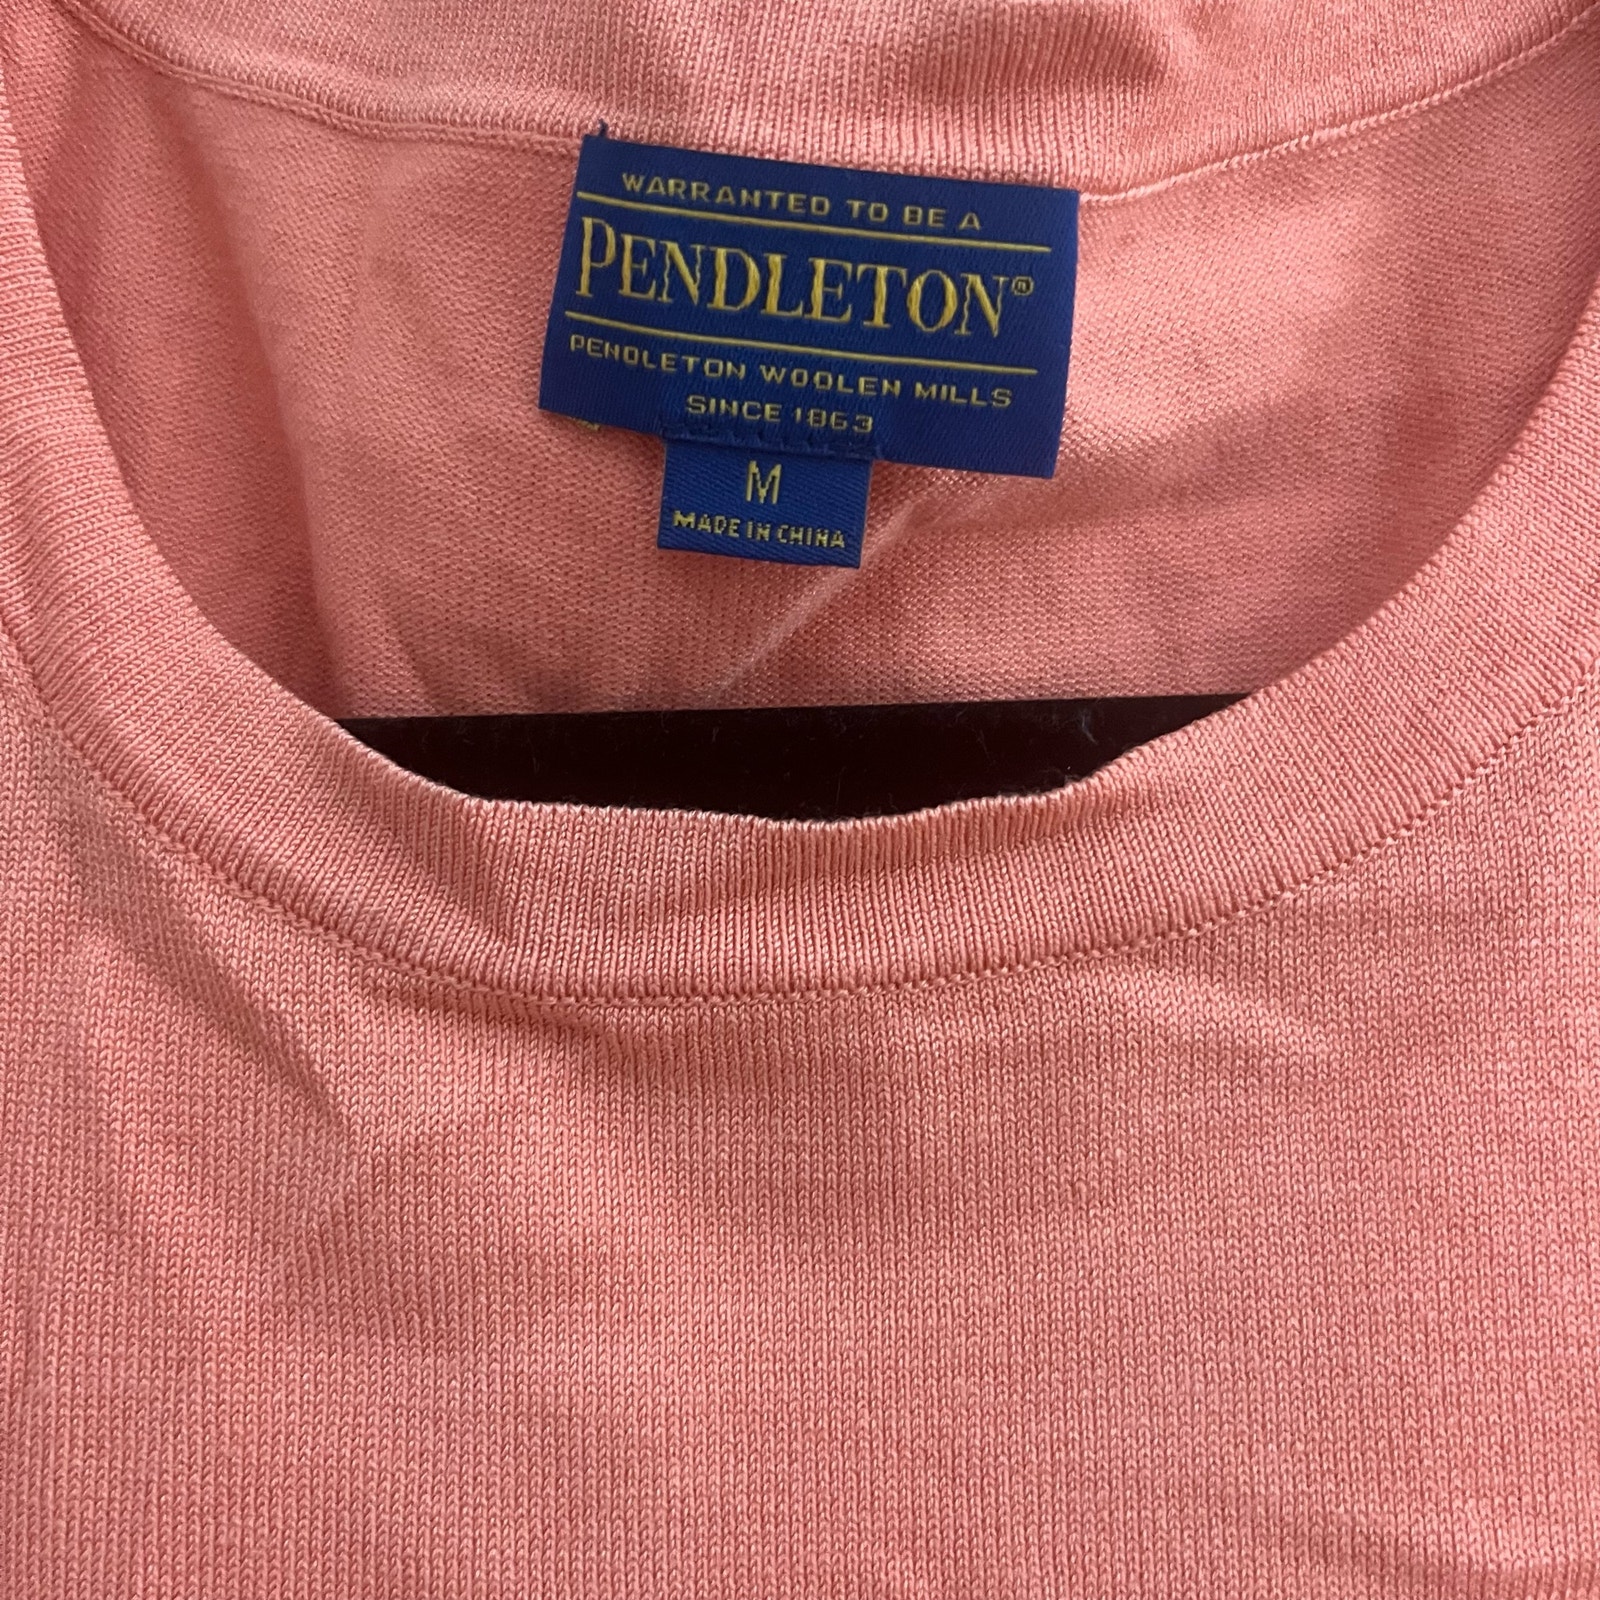 WARRANTED TO BE A
PENDLETON®
PENDLETON WOOLEN MILLS
SINCE 1863
M
MADE IN CHINA